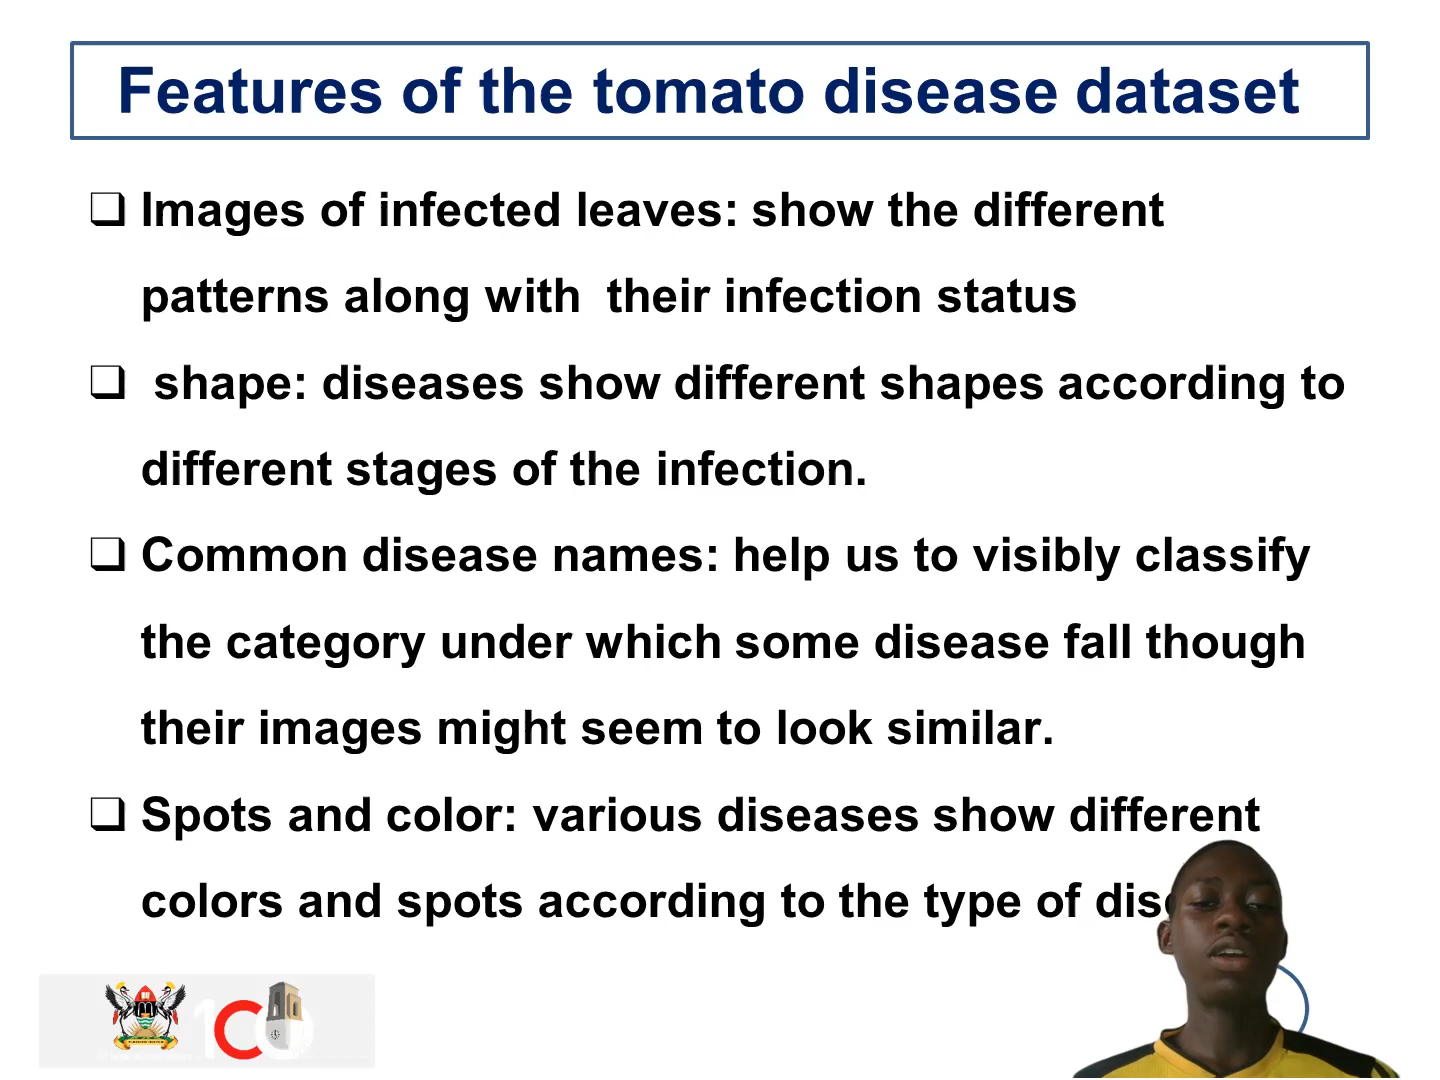 Features of the tomato disease dataset
Images of infected leaves: show the different
patterns along with their infection status
shape: diseases show different shapes according to
different stages of the infection.
Common disease names: help us to visibly classify
the category under which some disease fall though
their images might seem to look similar.
Spots and color: various diseases show different
colors and spots according to the type of
100